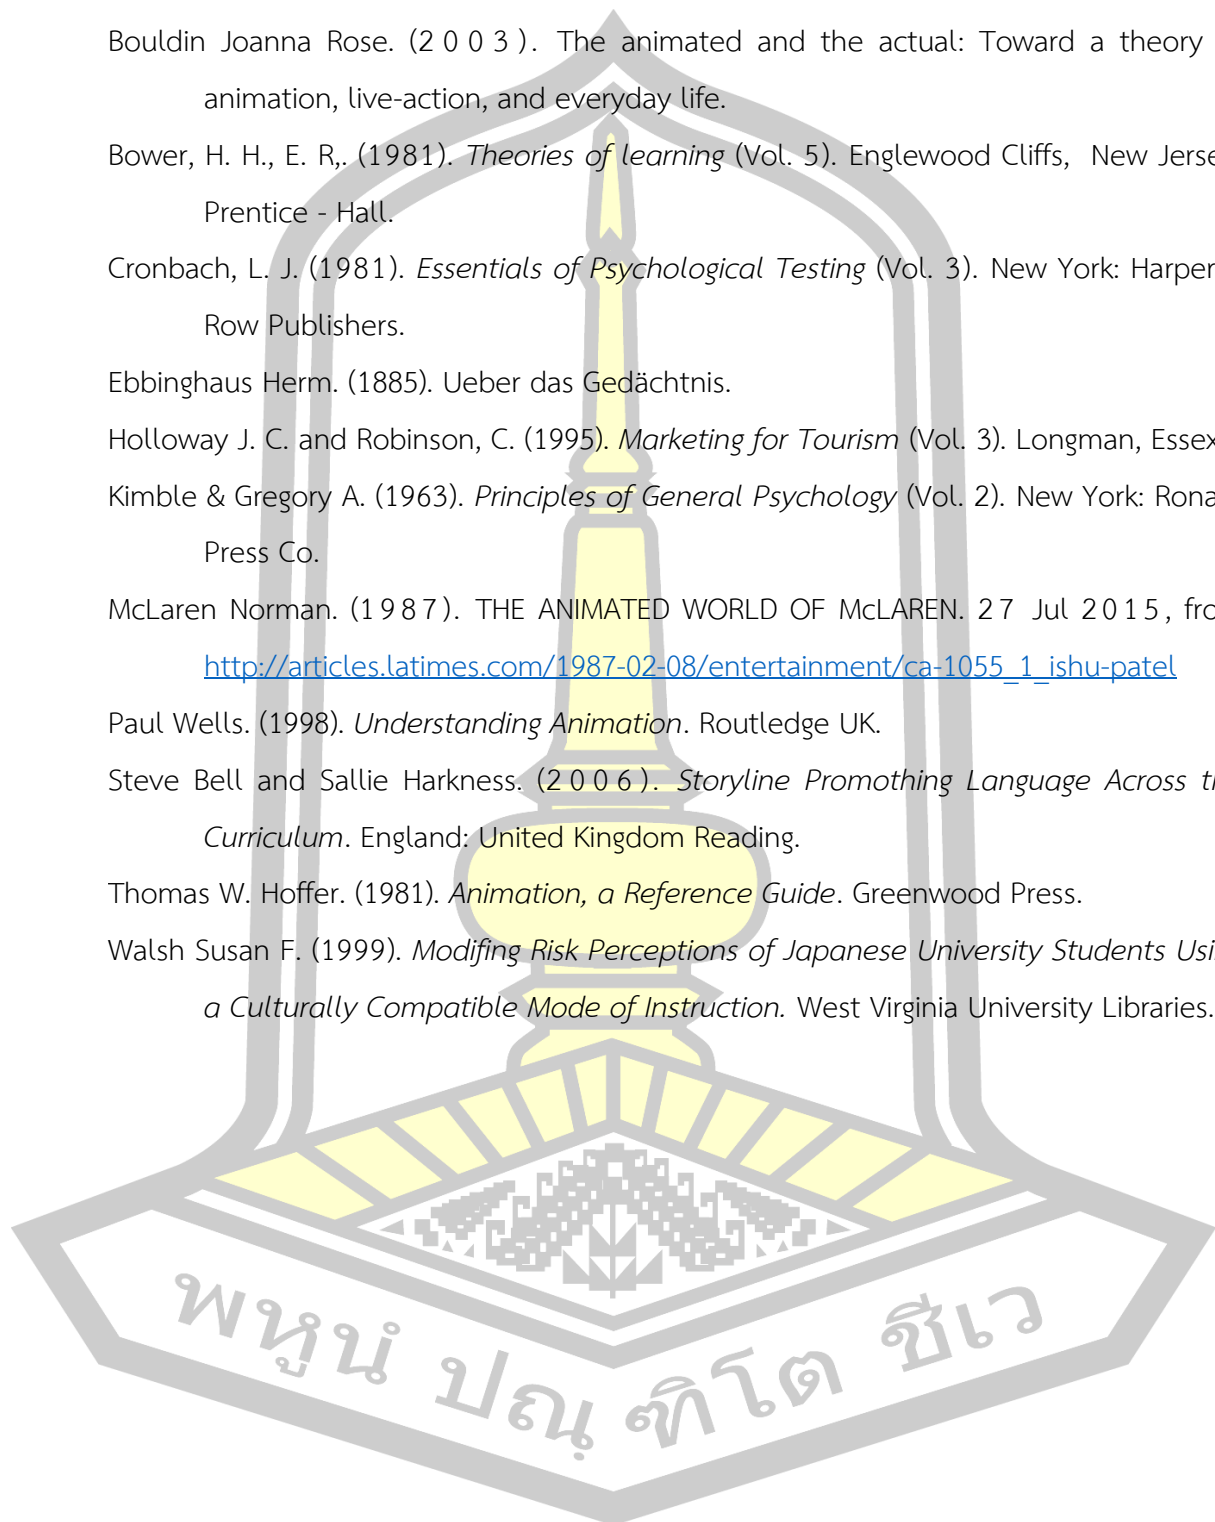 Bouldin Joanna Rose. (2003). The animated and the actual: Toward a theory
animation, live-action, and everyday life.
Bower, H. H., E. R,. (1981). Theories of learning (Vol. 5). Englewood Cliffs, New Jerse
Prentice - Hall.
Cronbach, L. J. (1981). Essentials of Psychological Testing (Vol. 3). New York: Harper
Row Publishers.
Ebbinghaus Herm. (1885). Ueber das Gedächtnis.
Holloway J. C. and Robinson, C. (1995). Marketing for Tourism (Vol. 3). Longman, Essex
Kimble & Gregory A. (1963). Principles of General Psychology (Vol. 2). New York: Rona
Press Co.
McLaren Norman. (1987). THE ANIMATED WORLD OF McLAREN. 27 Jul 2015, fro
http://articles.latimes.com/1987-02-08/entertainment/ca-1055_1_ishu-patel
Paul Wells. (1998). Understanding Animation. Routledge UK.
Steve Bell and Sallie Harkness. (2006). Storyline Promothing Language Across t
Curriculum. England: United Kingdom Reading.
Thomas W. Hoffer. (1981). Animation, a Reference Guide. Greenwood Press.
Walsh Susan F. (1999). Modifing Risk Perceptions of Japanese University Students Usi
a Culturally Compatible Mode of Instruction. West Virginia University Libraries.
พหูนํ ปณฺฑิโต ชีเว